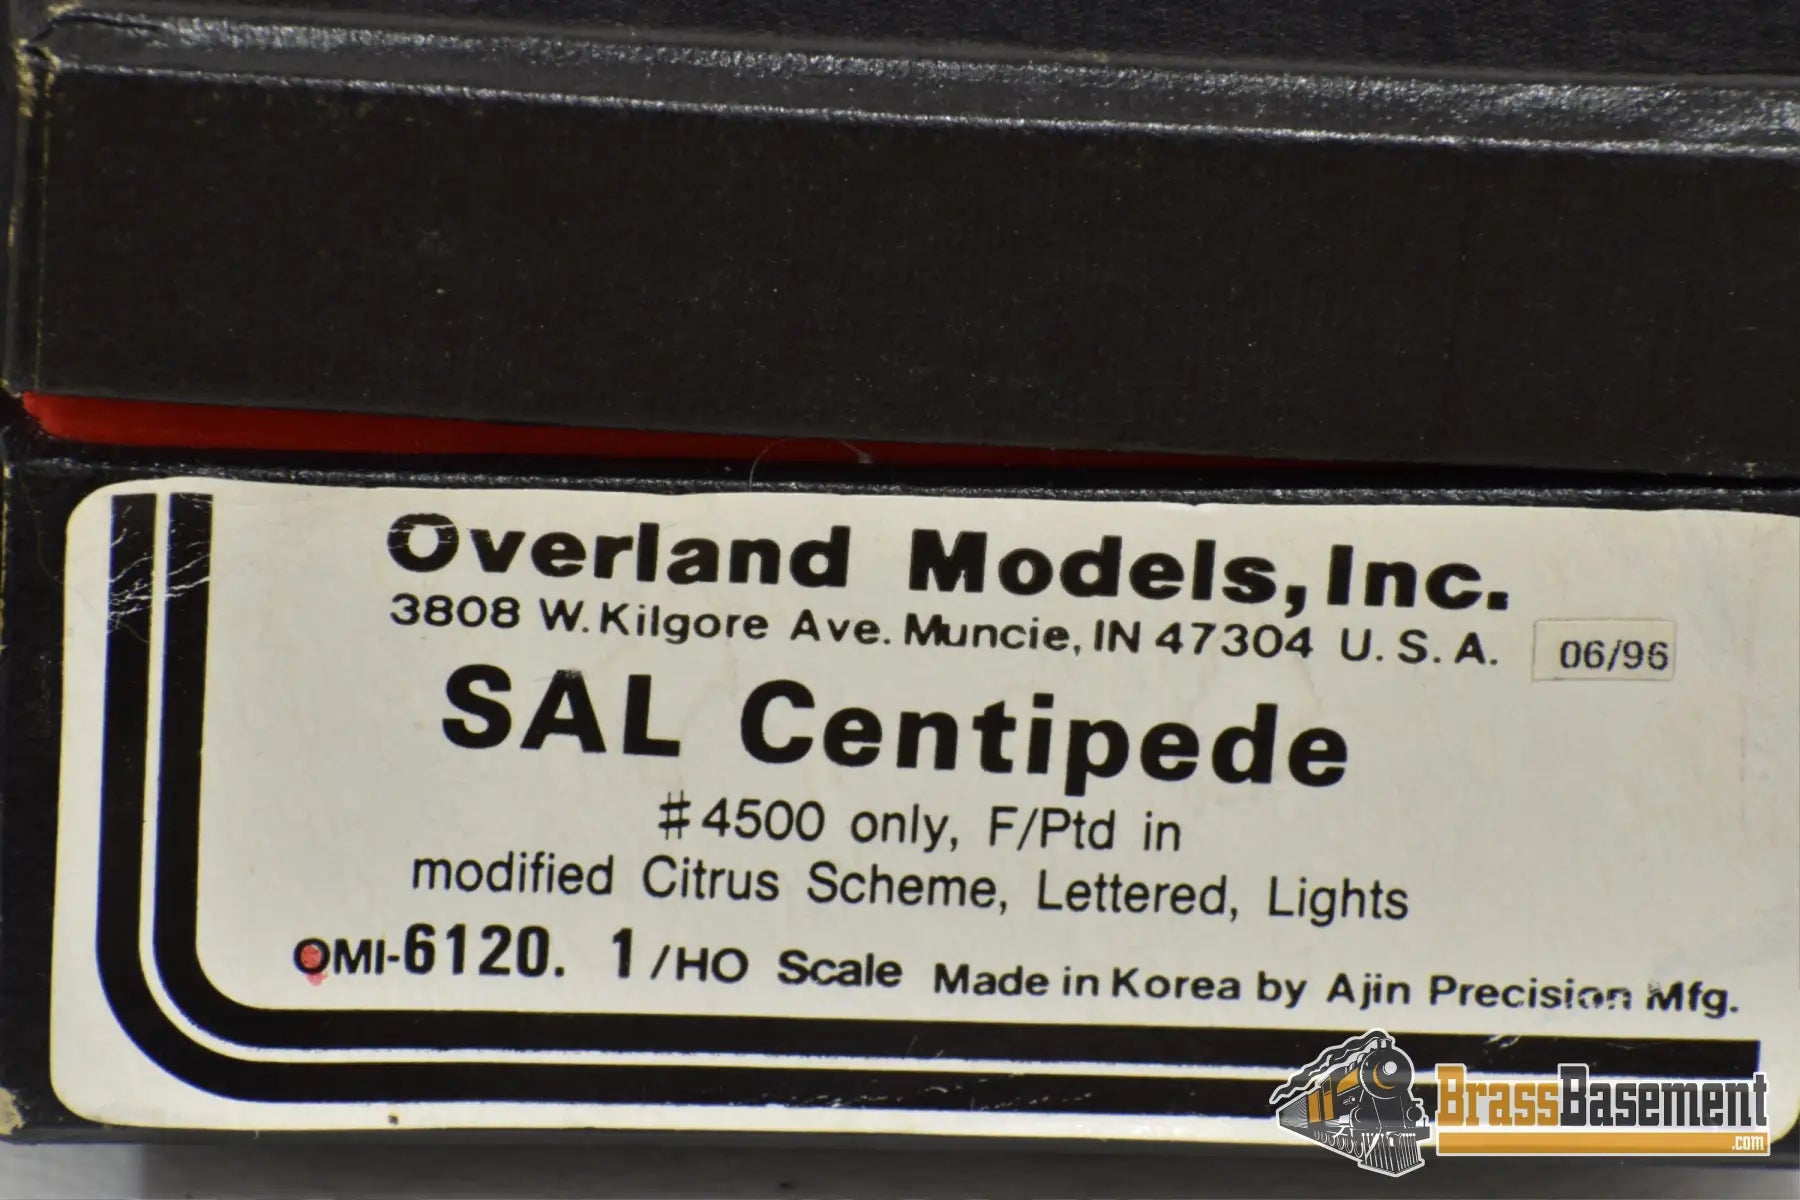 Overland Models, Inc.
3808 W. Kilgore Ave. Muncie, IN 47304 U. S. A.
06/96
SAL Centipede
#4500 only, F/Ptd in
modified Citrus Scheme, Lettered, Lights
OMI-6120. 1 /HO Scale Made in Korea by Ajin Precision Mfg.
BrassBasement
.com